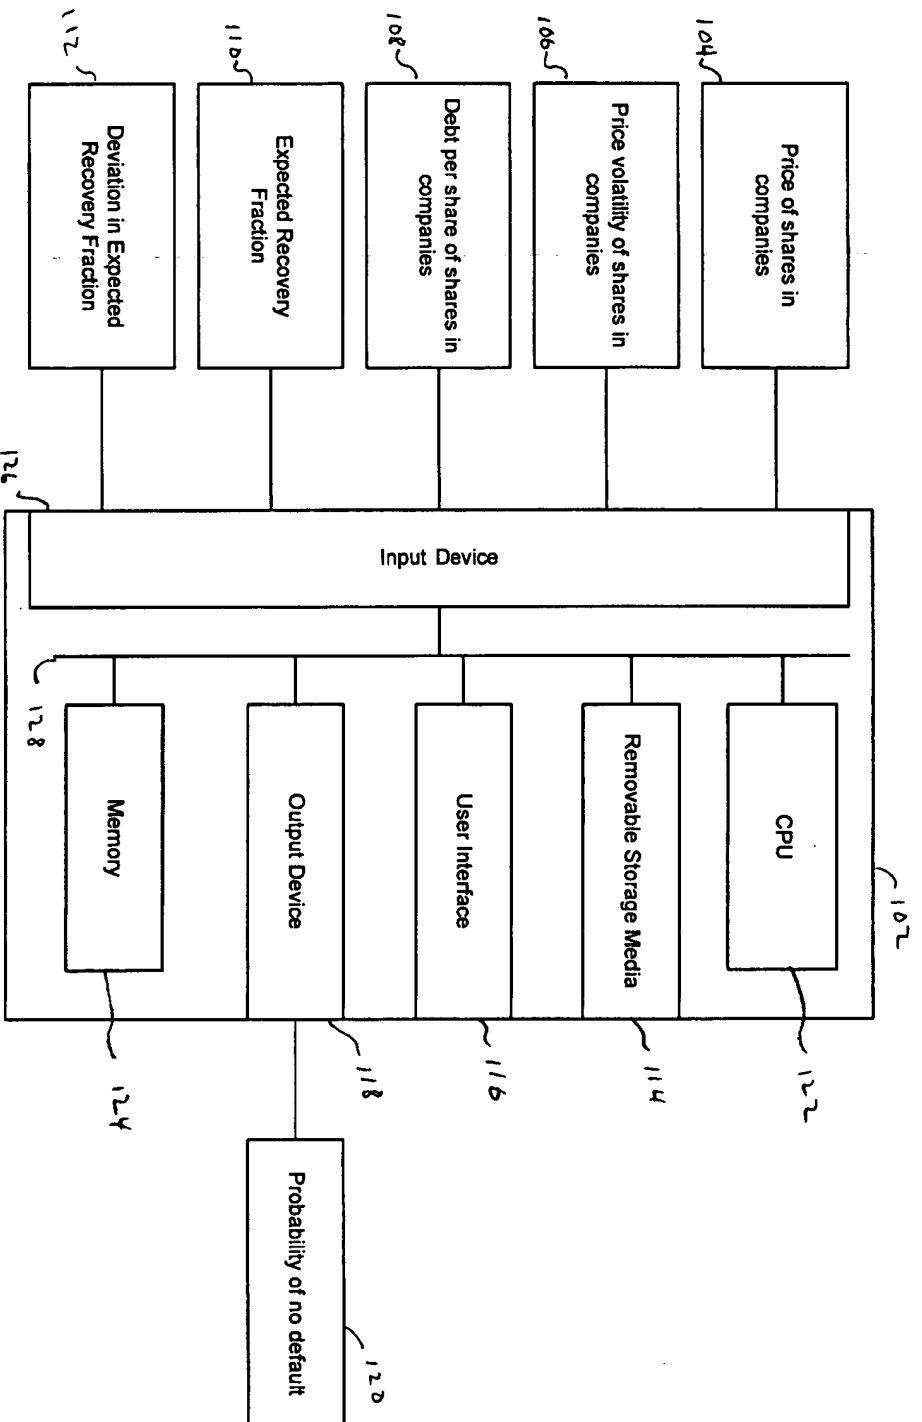 104
Price of shares in
companies
106
Price volatility of shares in
companies
108
Debt per share of shares in
companies
110
Expected Recovery
Fraction
112
Deviation in Expected
Recovery Fraction
126
Input Device
128
102
CPU
122
Removable Storage Media
114
User Interface
116
Output Device
118
Memory
124
Probability of no default
120